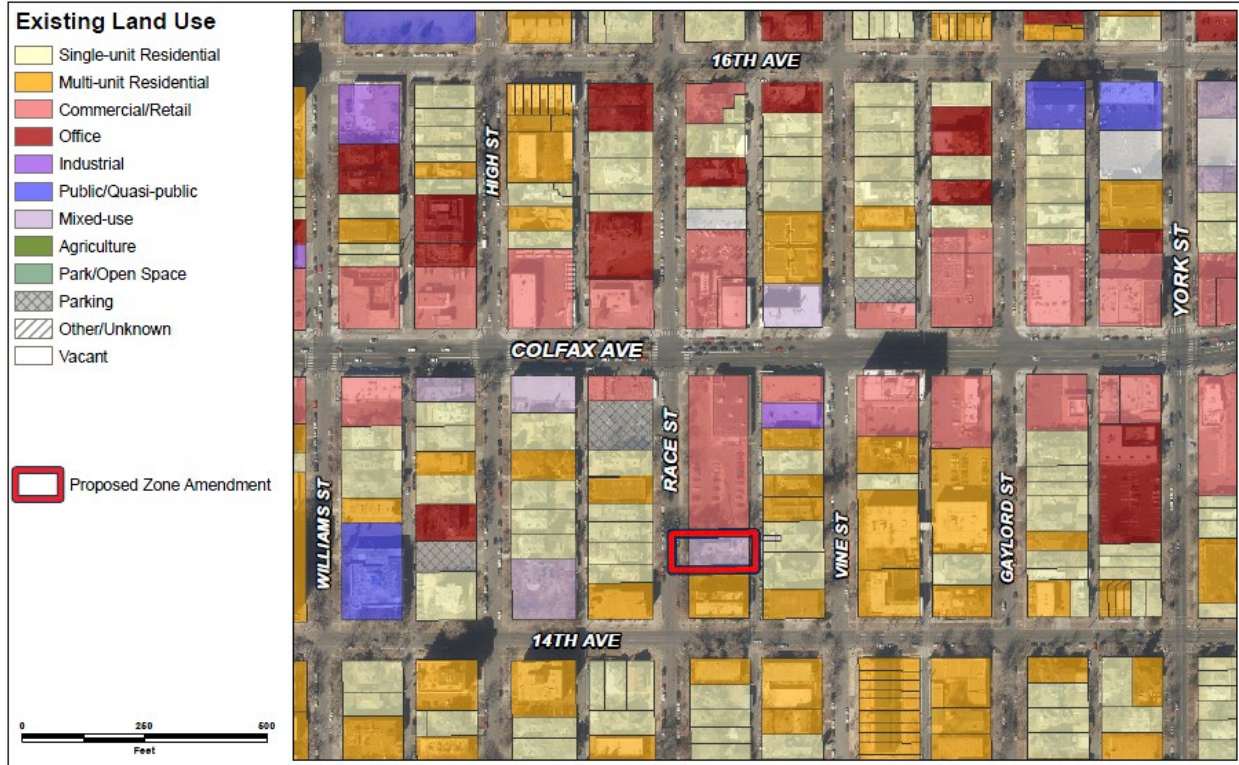 Existing Land Use
Single-unit Residential
Multi-unit Residential
Commercial/Retail
Office
Industrial
Public/Quasi-public
Mixed-use
Agriculture
Park/Open Space
Parking
Other/Unknown
Vacant
Proposed Zone Amendment
0 250 500
Feet
16TH AVE
HIGH ST
YORK ST
COLFAX AVE
RACE ST
WILLIAMS ST
VINE ST
GAYLORD ST
14TH AVE